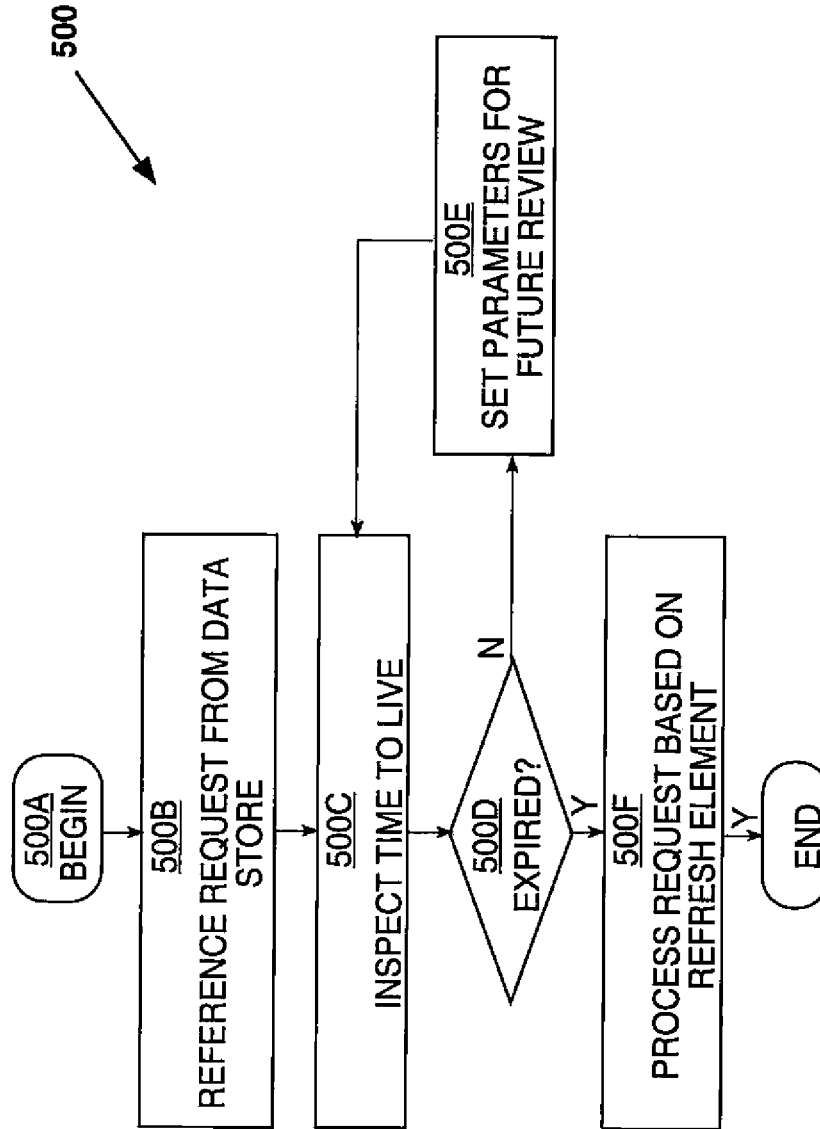 500
500A
BEGIN
500B
REFERENCE REQUEST FROM DATA
STORE
500C
INSPECT TIME TO LIVE
500D
EXPIRED?
N
500E
SET PARAMETERS FOR
FUTURE REVIEW
Y
500F
PROCESS REQUEST BASED ON
REFRESH ELEMENT
Y
END